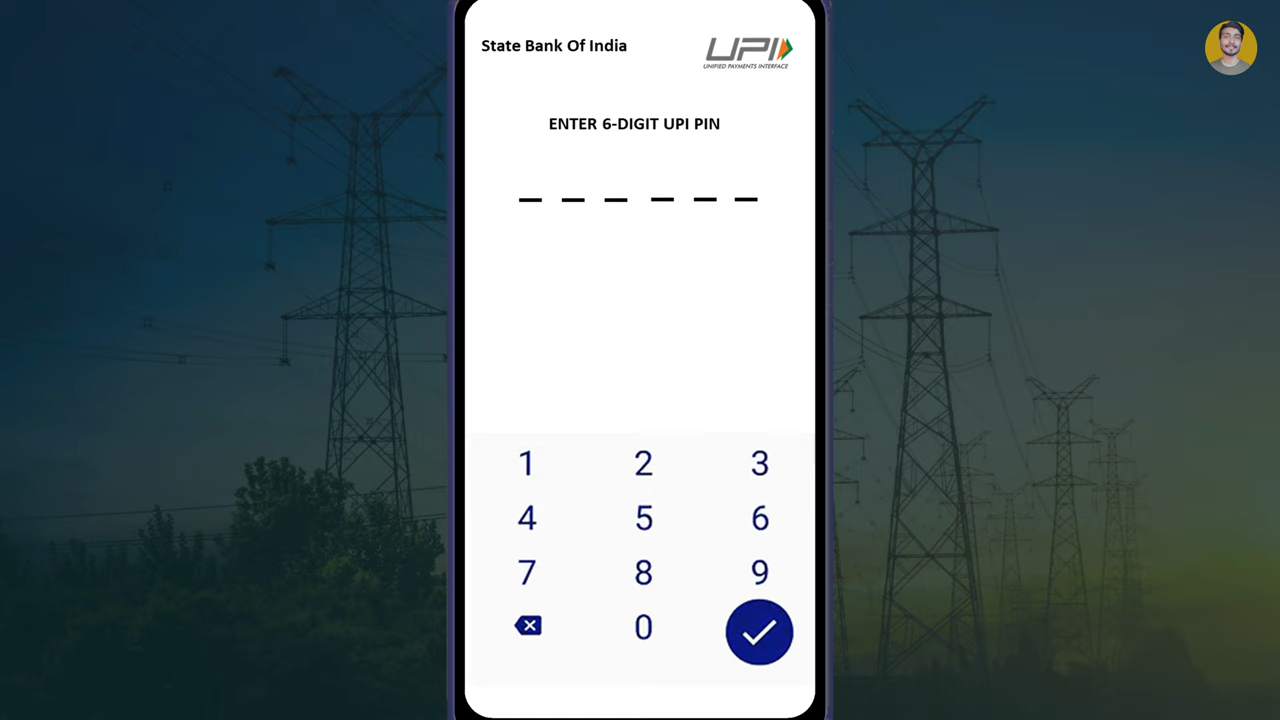 State Bank Of India
UPI
UNIFIED PAYMENTS INTERFACE
ENTER 6-DIGIT UPI PIN
1 2 3
4 5 6
7 8 9
0